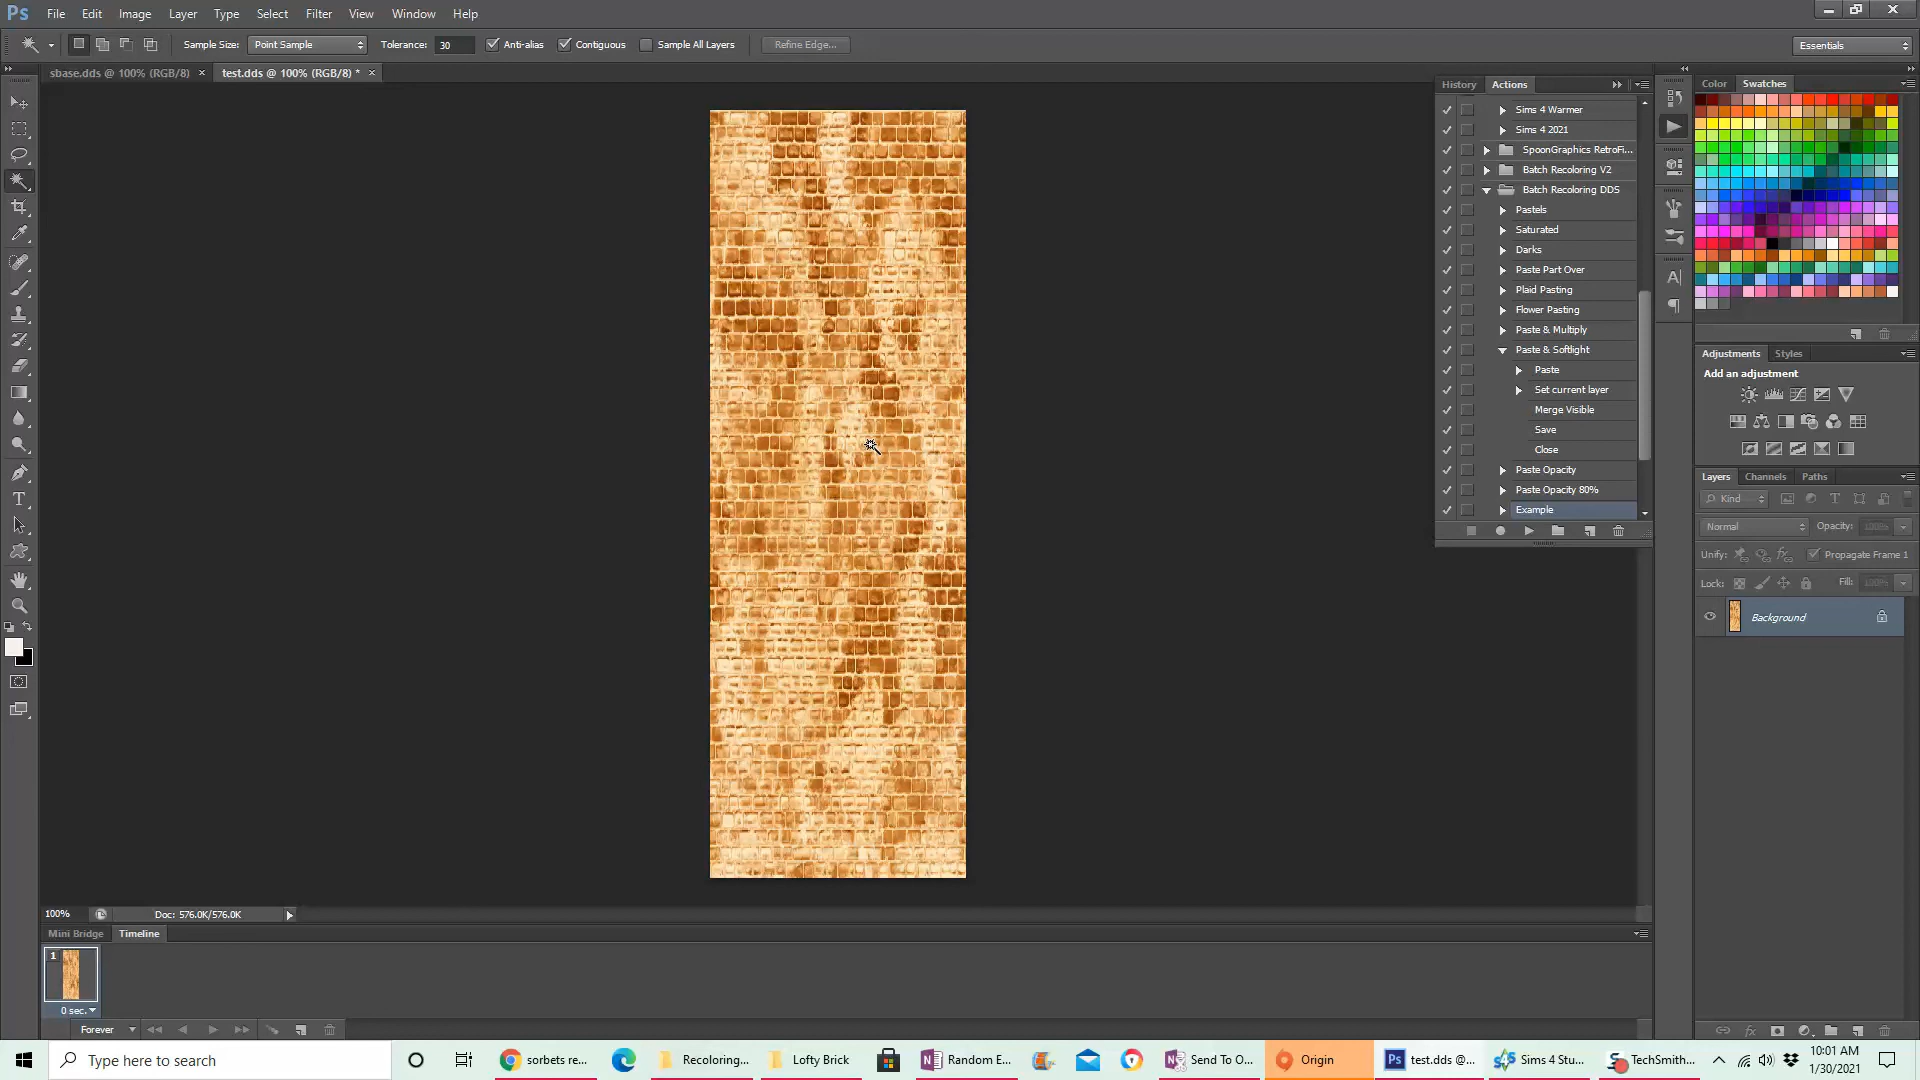 Ps File Edit Image Layer Type Select Filter View Window Help
Sample Size: Point Sample Tolerance: 30 Anti-alias Contiguous Sample All Layers Refine Edge... Essentials
sbase.dds @ 100% (RGB/8) × test.dds @ 100% (RGB/8) * ×
History Actions
Sims 4 Warmer
Sims 4 2021
SpoonGraphics RetroFi...
Batch Recoloring V2
Batch Recoloring DDS
Pastels
Saturated
Darks
Paste Part Over
Plaid Pasting
Flower Pasting
Paste & Multiply
Paste & Softlight
Paste
Set current layer
Merge Visible
Save
Close
Paste Opacity
Paste Opacity 80%
Example
Color Swatches
Adjustments Styles
Add an adjustment
Layers Channels Paths
Kind
Normal Opacity: 100%
Unify: Propagate Frame 1
Lock: Fill: 100%
Background
100% Doc: 576.0K/576.0K
Mini Bridge Timeline
1
0 sec.
Forever
Type here to search
sorbets re...
Recoloring...
Lofty Brick
Random E...
Send To O...
Origin
Ps test.dds @...
Sims 4 Stu...
TechSmith...
10:01 AM
1/30/2021